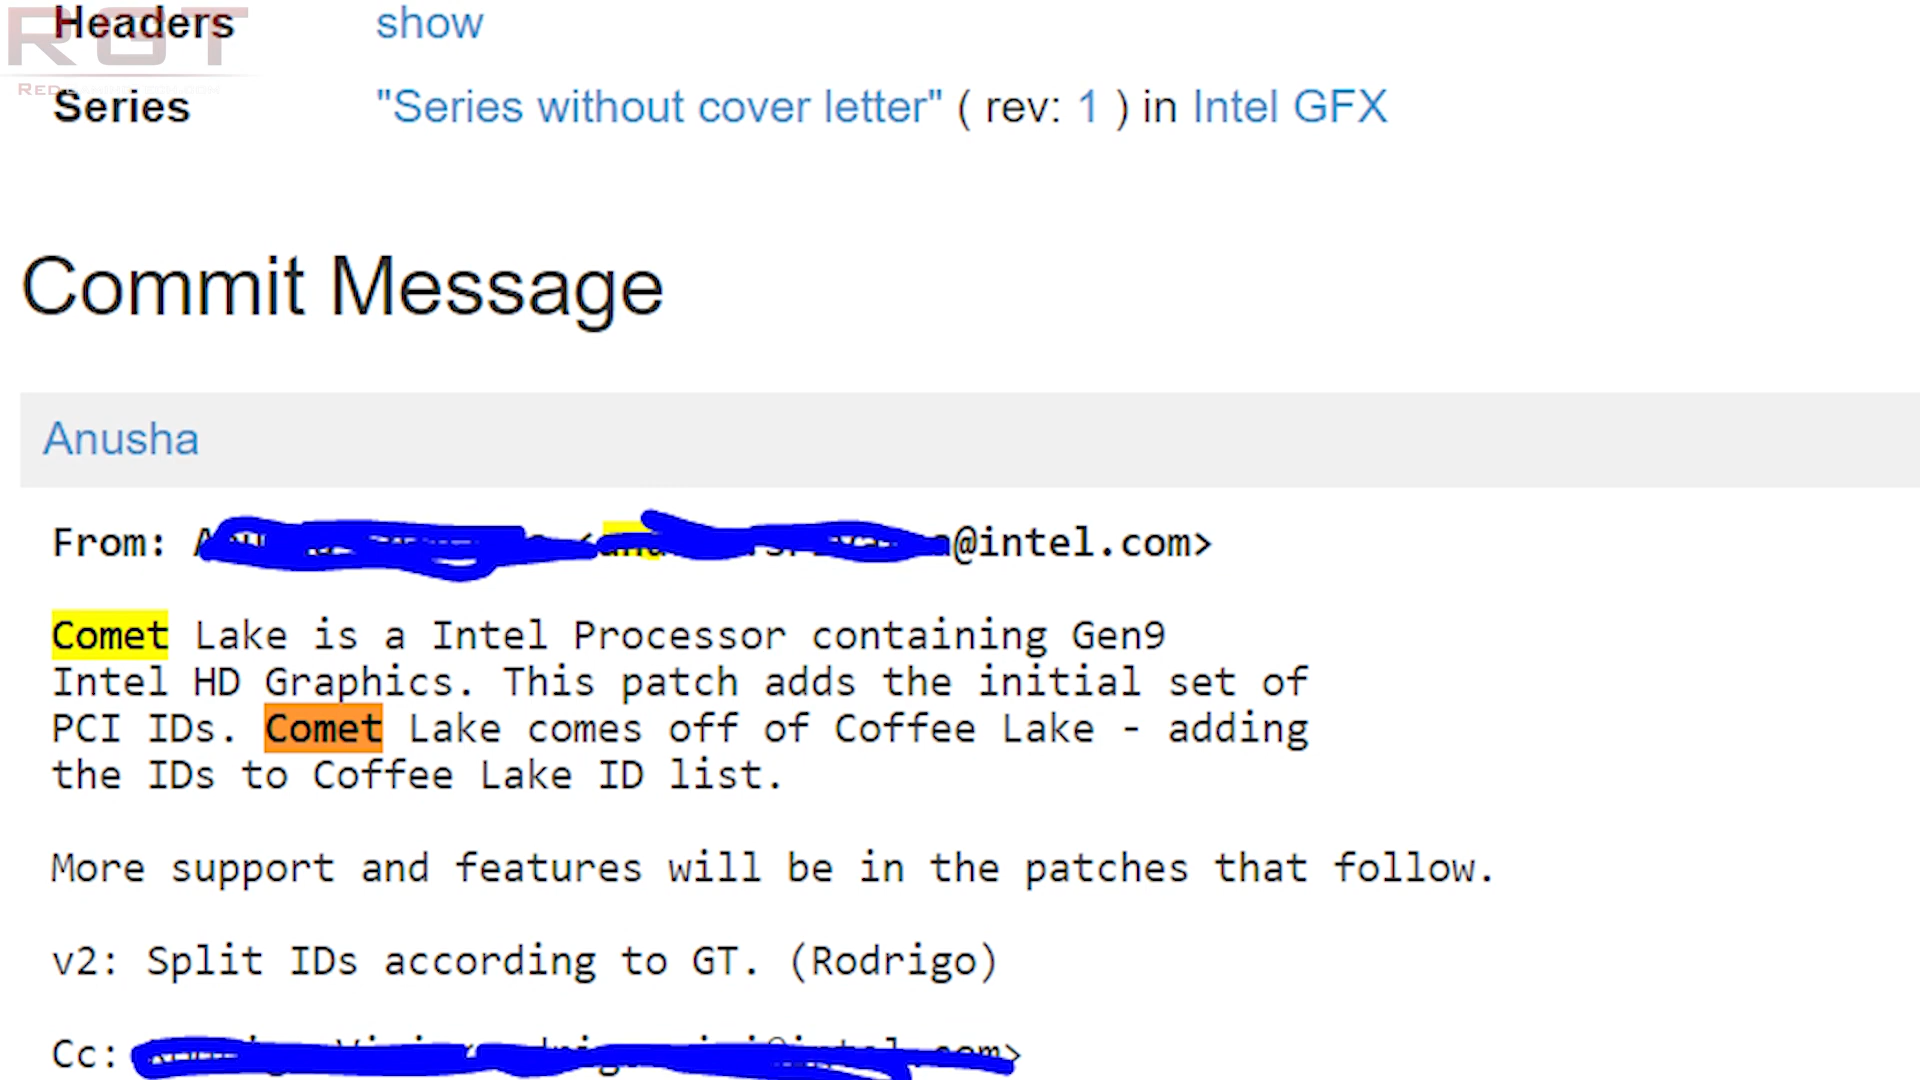 RGT
Headers show
Series "Series without cover letter" ( rev: 1 ) in Intel GFX
Commit Message
Anusha
From: @intel.com>
Comet Lake is a Intel Processor containing Gen9
Intel HD Graphics. This patch adds the initial set of
PCI IDs. Comet Lake comes off of Coffee Lake - adding
the IDs to Coffee Lake ID list.
More support and features will be in the patches that follow.
v2: Split IDs according to GT. (Rodrigo)
Cc: